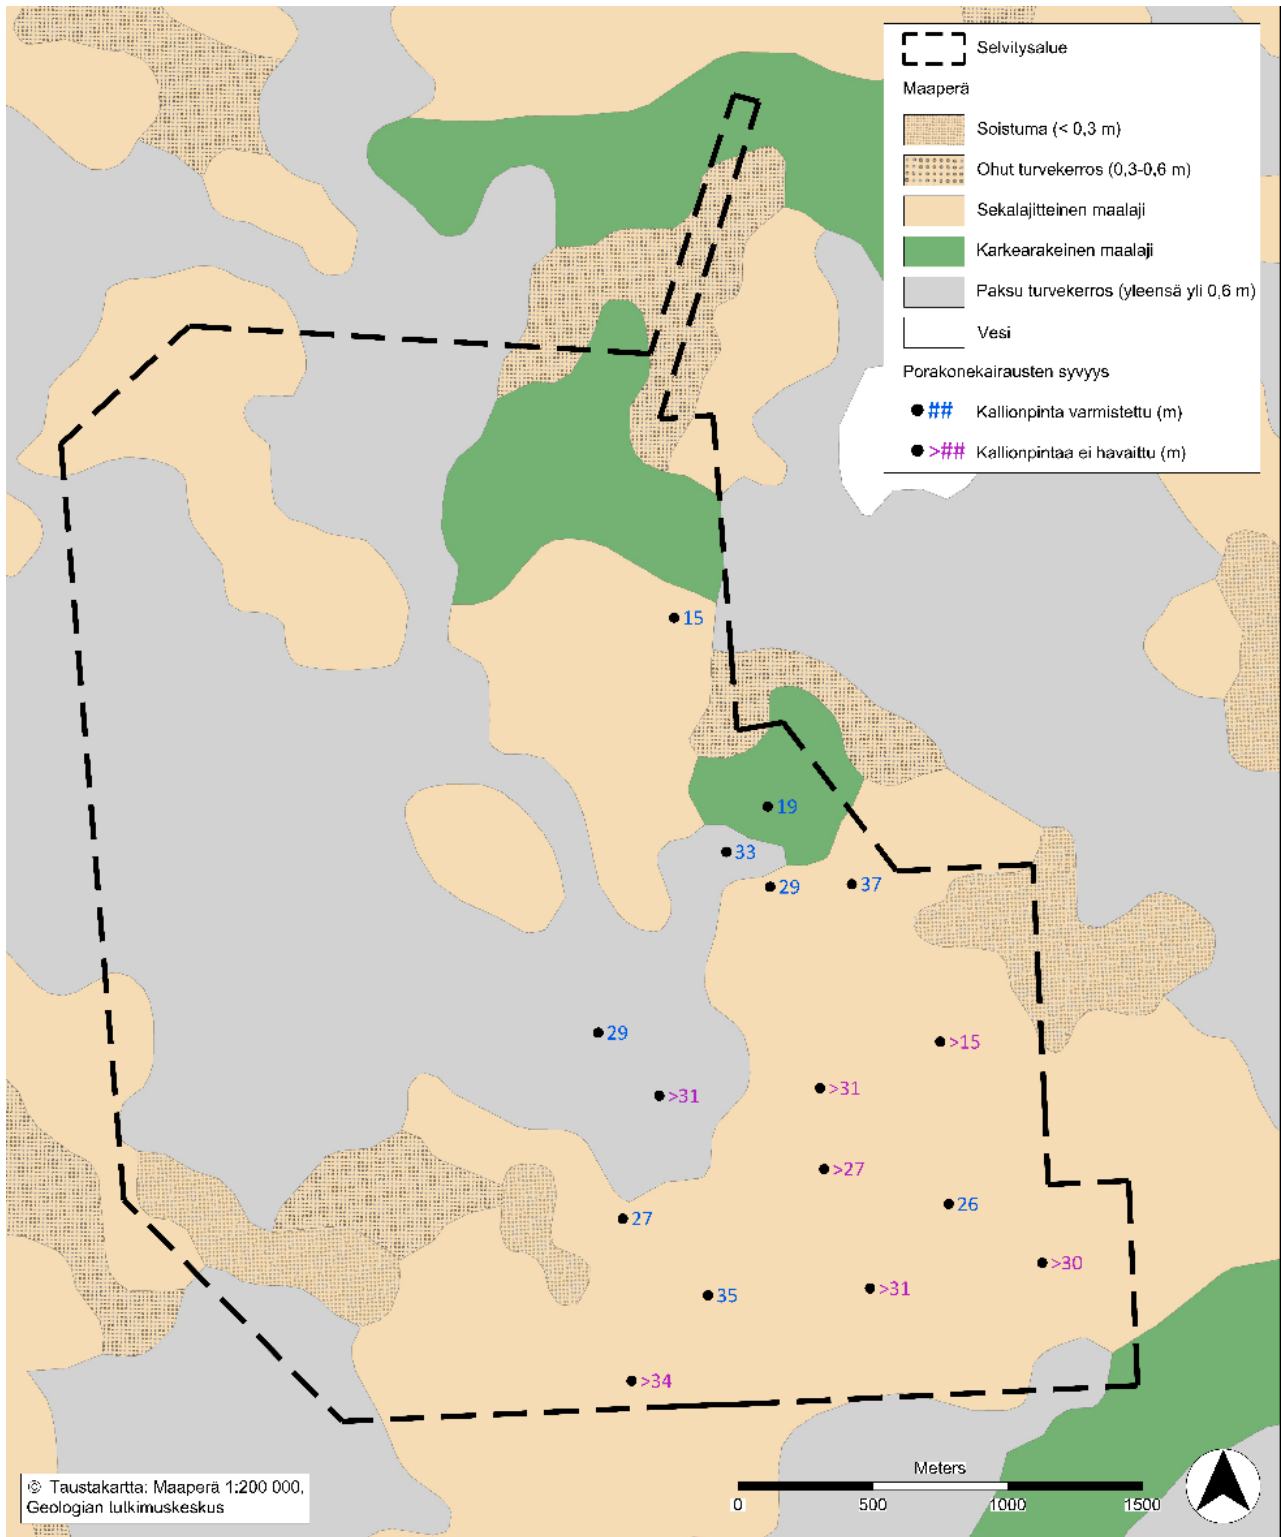 Selvitysalue
Maaperä
Soistuma (< 0,3 m)
Ohut turvekerros (0,3-0,6 m)
Sekalajitteinen maalaji
Karkearakeinen maalaji
Paksu turvekerros (yleensä yli 0,6 m)
Vesi
Porakonekairausten syvyys
## Kallionpinta varmistettu (m)
>## Kallionpintaa ei havaittu (m)
15
19
33
29
37
29
>15
>31
>31
>27
26
27
>30
>31
35
>34
© Taustakartta: Maaperä 1:200 000,
Geologian lulkimuskeskus
Meters
0 500 1000 1500